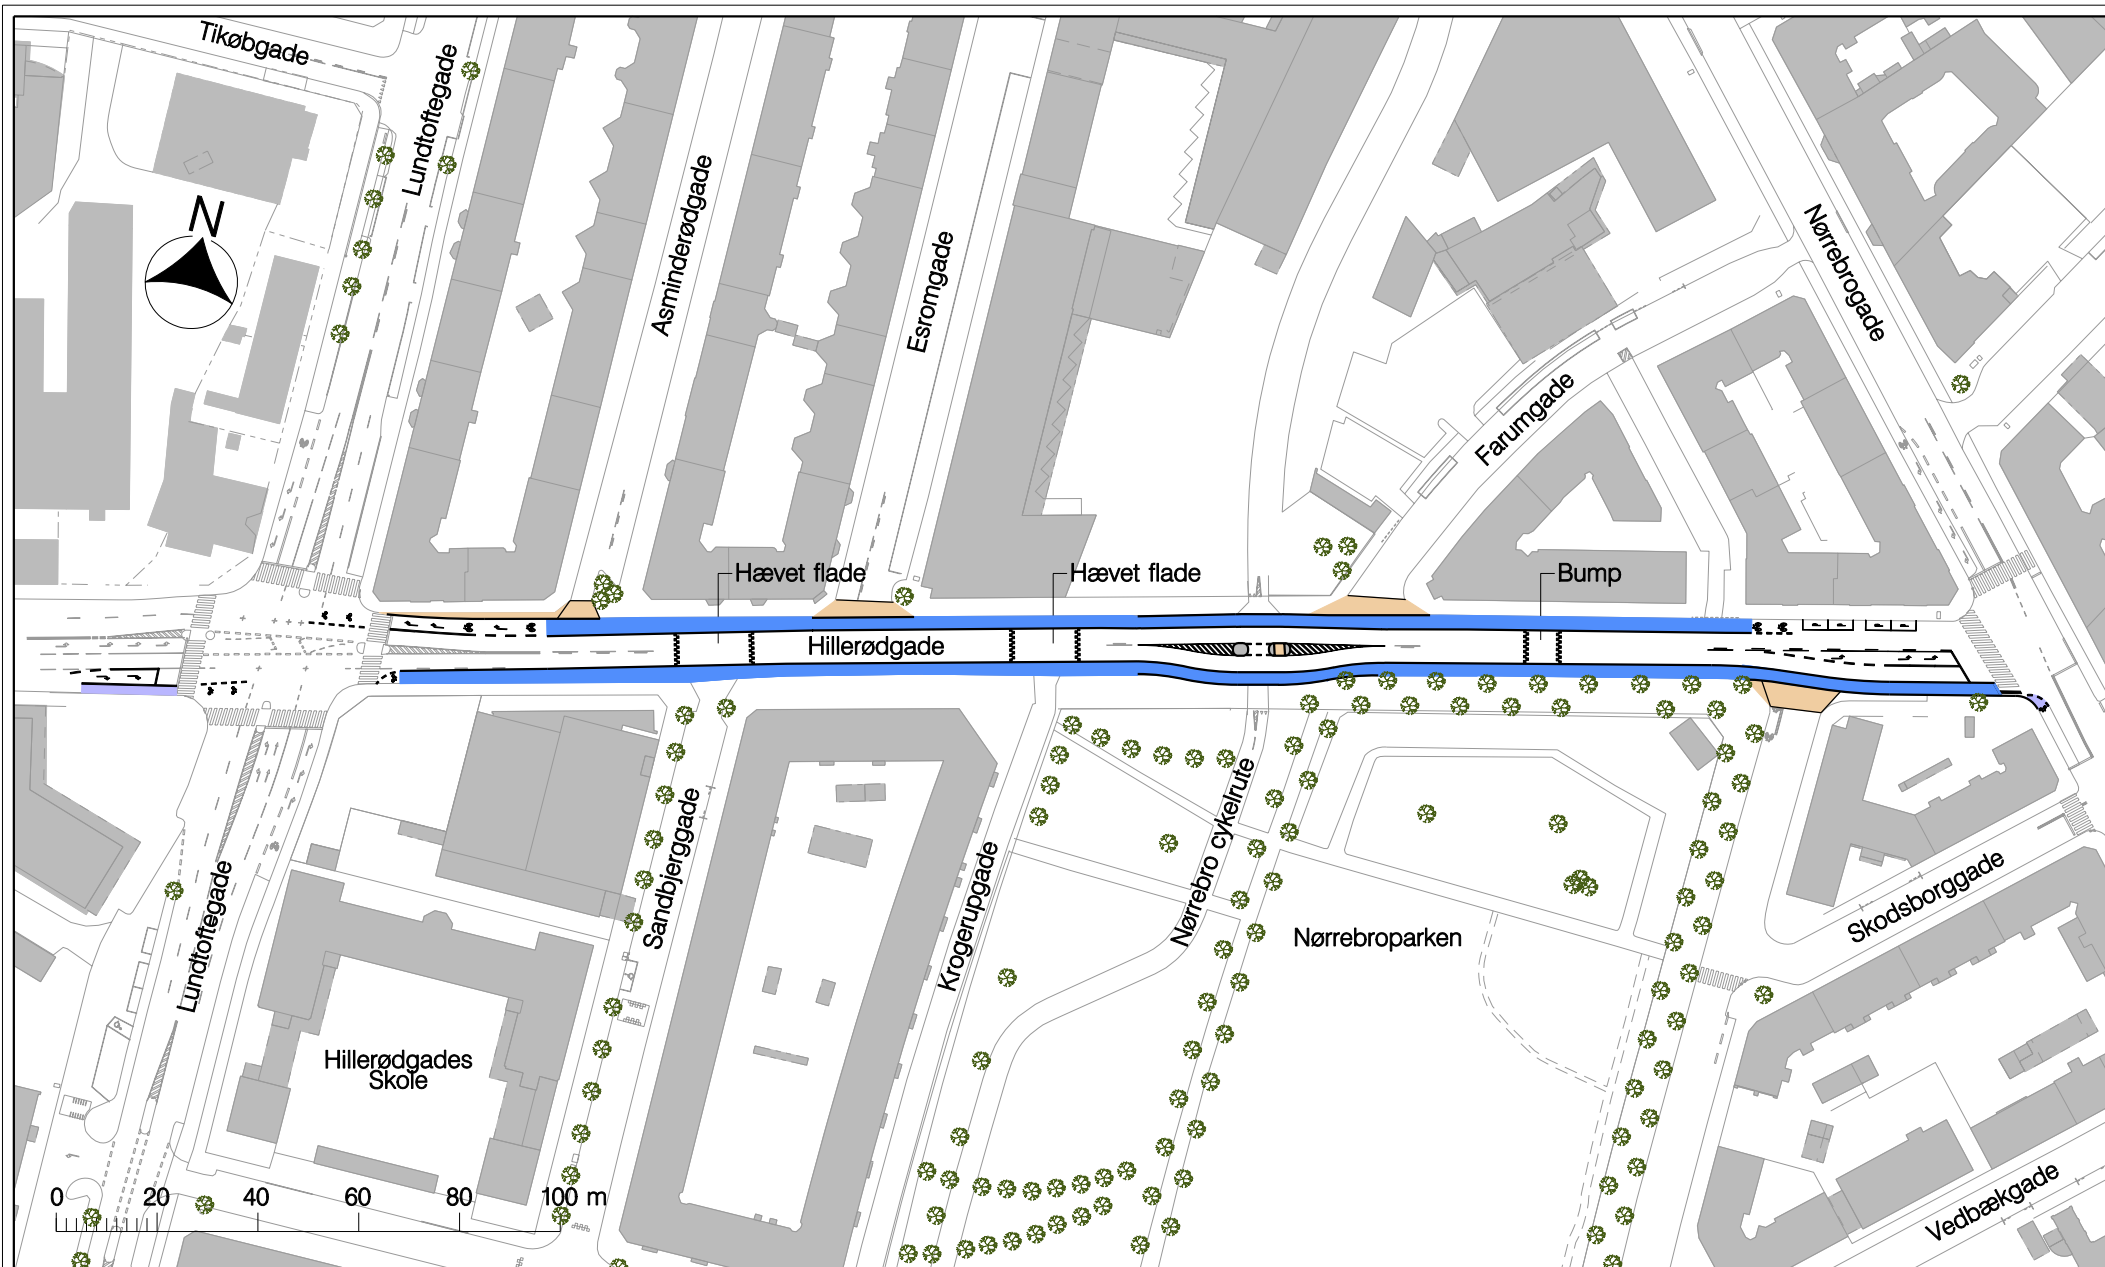 Tikøbgade
Lundtoftegade
N
Asminderødgade
Esromgade
Nørrebrogade
Farumgade
Hævet flade
Hævet flade
Bump
Hillerødgade
Sandbjerggade
Krogerupgade
Nørrebro cykelrute
Nørrebroparken
Lundtoftegade
Skodsborggade
Hillerødgades
Skole
Vedbækgade
0 20 40 60 80 100 m